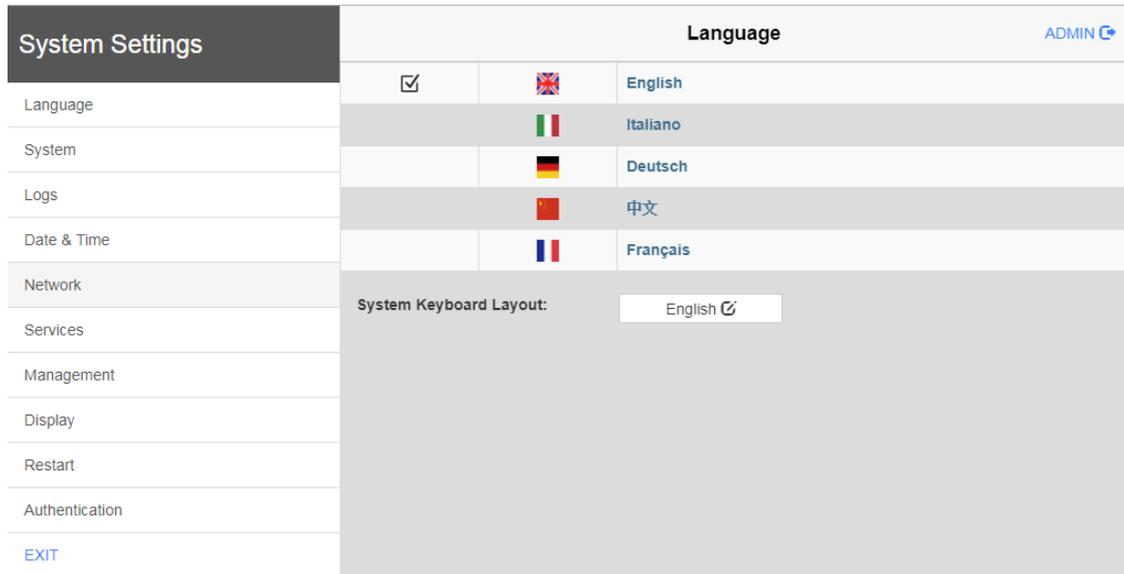 System Settings
Language
System
Logs
Date & Time
Network
Services
Management
Display
Restart
Authentication
EXIT
Language
ADMIN
English
Italiano
Deutsch
中文
Français
System Keyboard Layout:
English